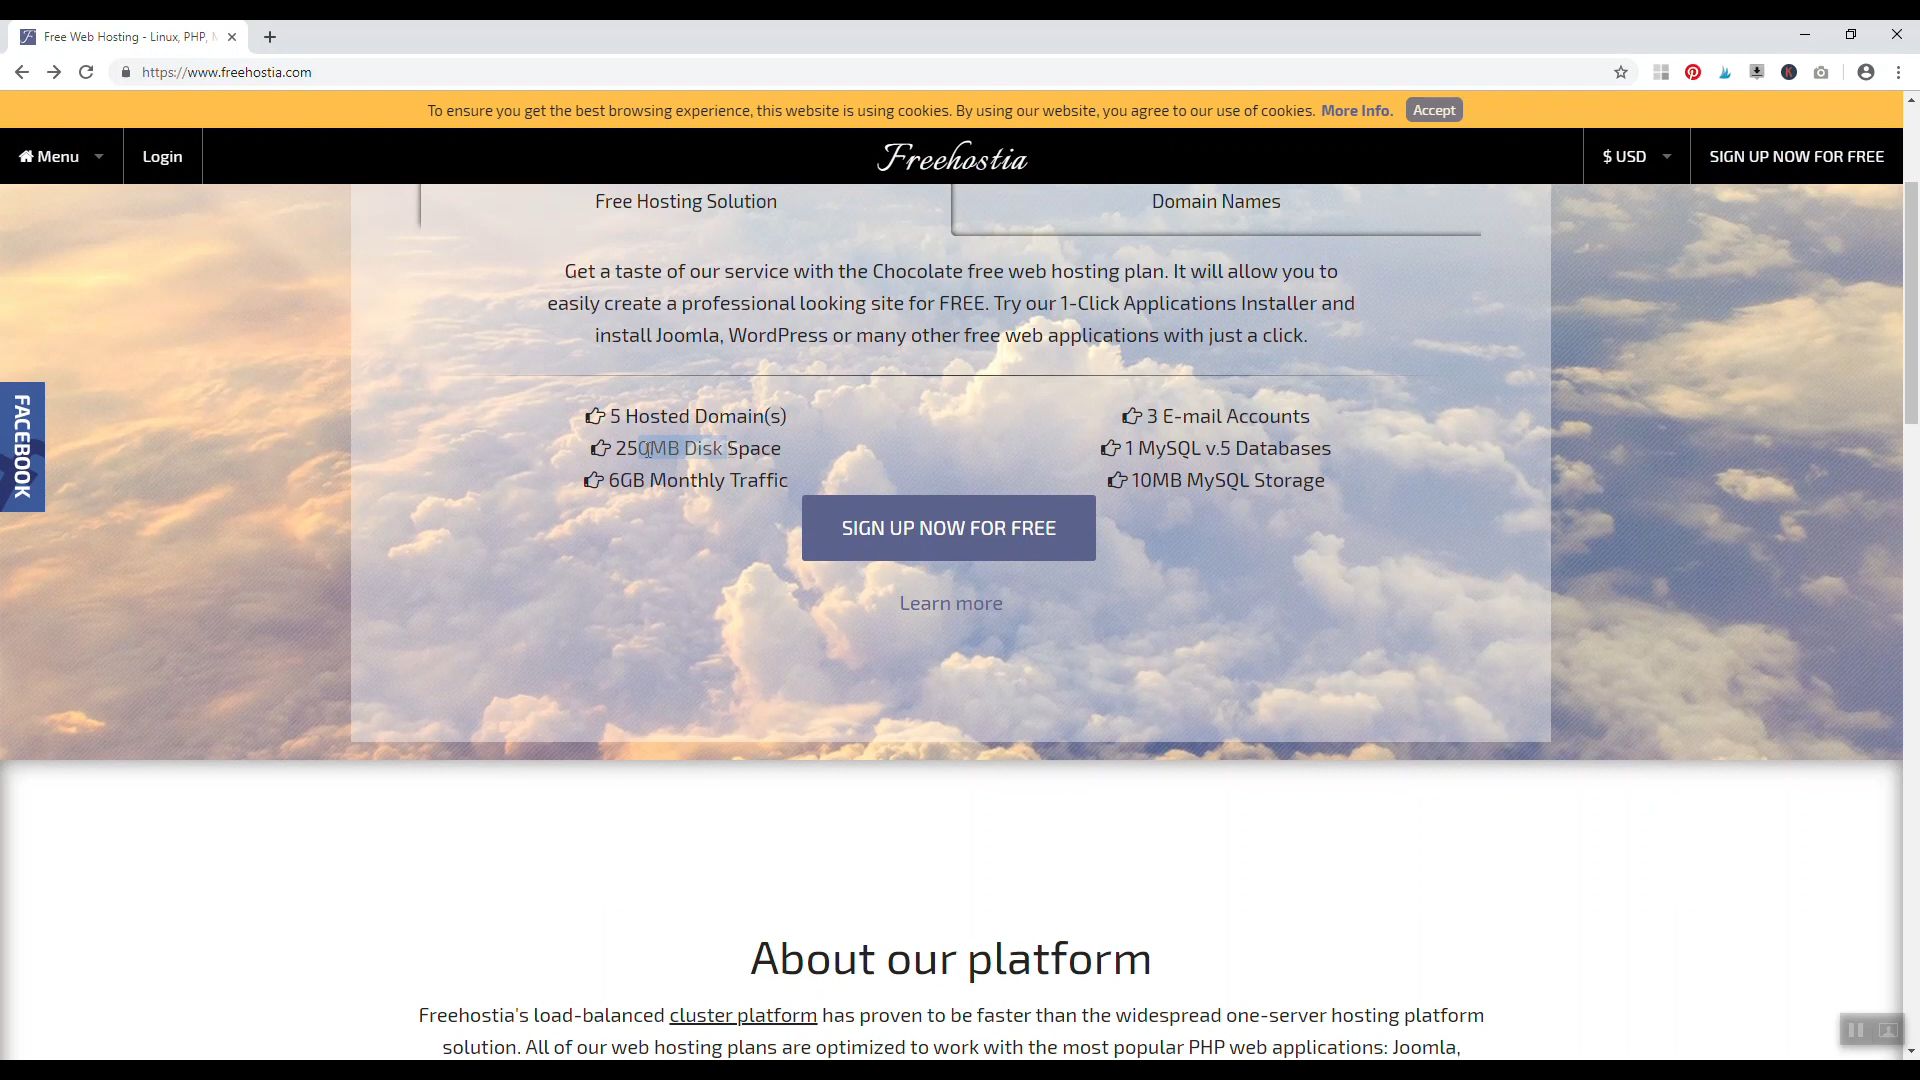 Free Web Hosting - Linux, PHP,
https://www.freehostia.com
To ensure you get the best browsing experience, this website is using cookies. By using our website, you agree to our use of cookies. More Info. Accept
Menu Login Freehostia $ USD SIGN UP NOW FOR FREE
Free Hosting Solution Domain Names
Get a taste of our service with the Chocolate free web hosting plan. It will allow you to
easily create a professional looking site for FREE. Try our 1-Click Applications Installer and
install Joomla, WordPress or many other free web applications with just a click.
5 Hosted Domain(s) 3 E-mail Accounts
250MB Disk Space 1 MySQL v.5 Databases
6GB Monthly Traffic 10MB MySQL Storage
FACEBOOK
SIGN UP NOW FOR FREE
Learn more
About our platform
Freehostia's load-balanced cluster platform has proven to be faster than the widespread one-server hosting platform
solution. All of our web hosting plans are optimized to work with the most popular PHP web applications: Joomla,